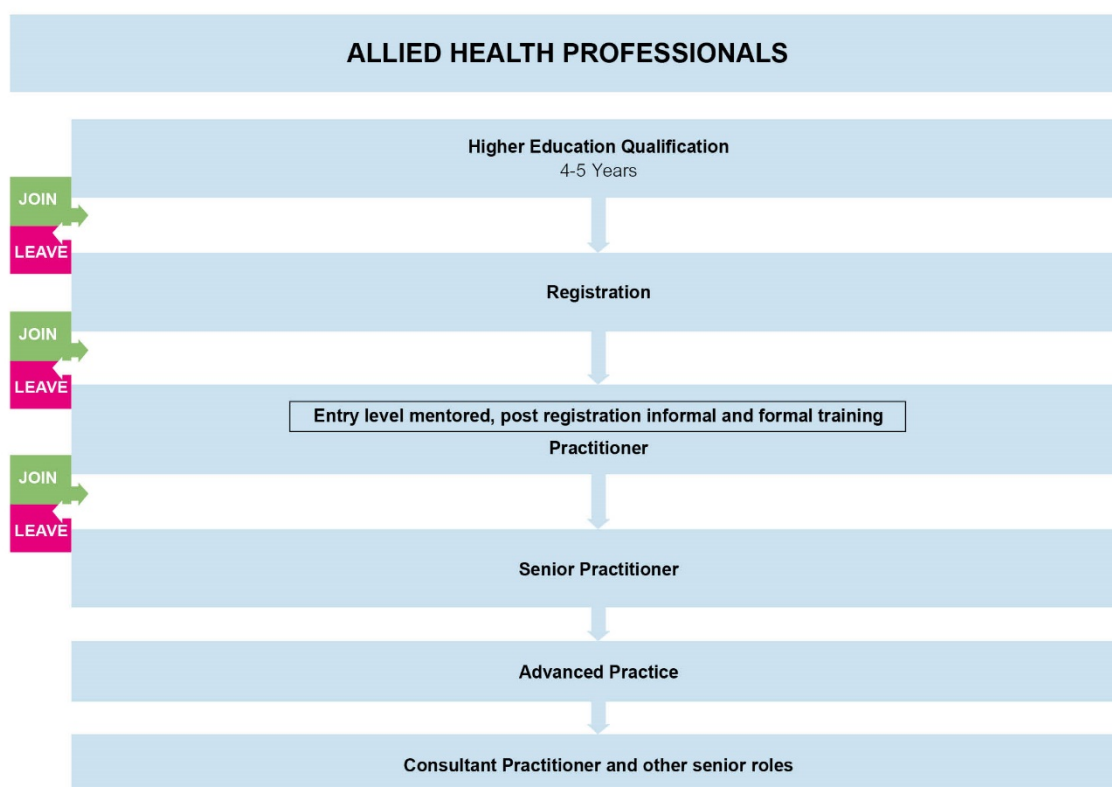 ALLIED HEALTH PROFESSIONALS
Higher Education Qualification
4-5 Years
JOIN
LEAVE
Registration
JOIN
LEAVE
Entry level mentored, post registration informal and formal training
Practitioner
JOIN
LEAVE
Senior Practitioner
Advanced Practice
Consultant Practitioner and other senior roles